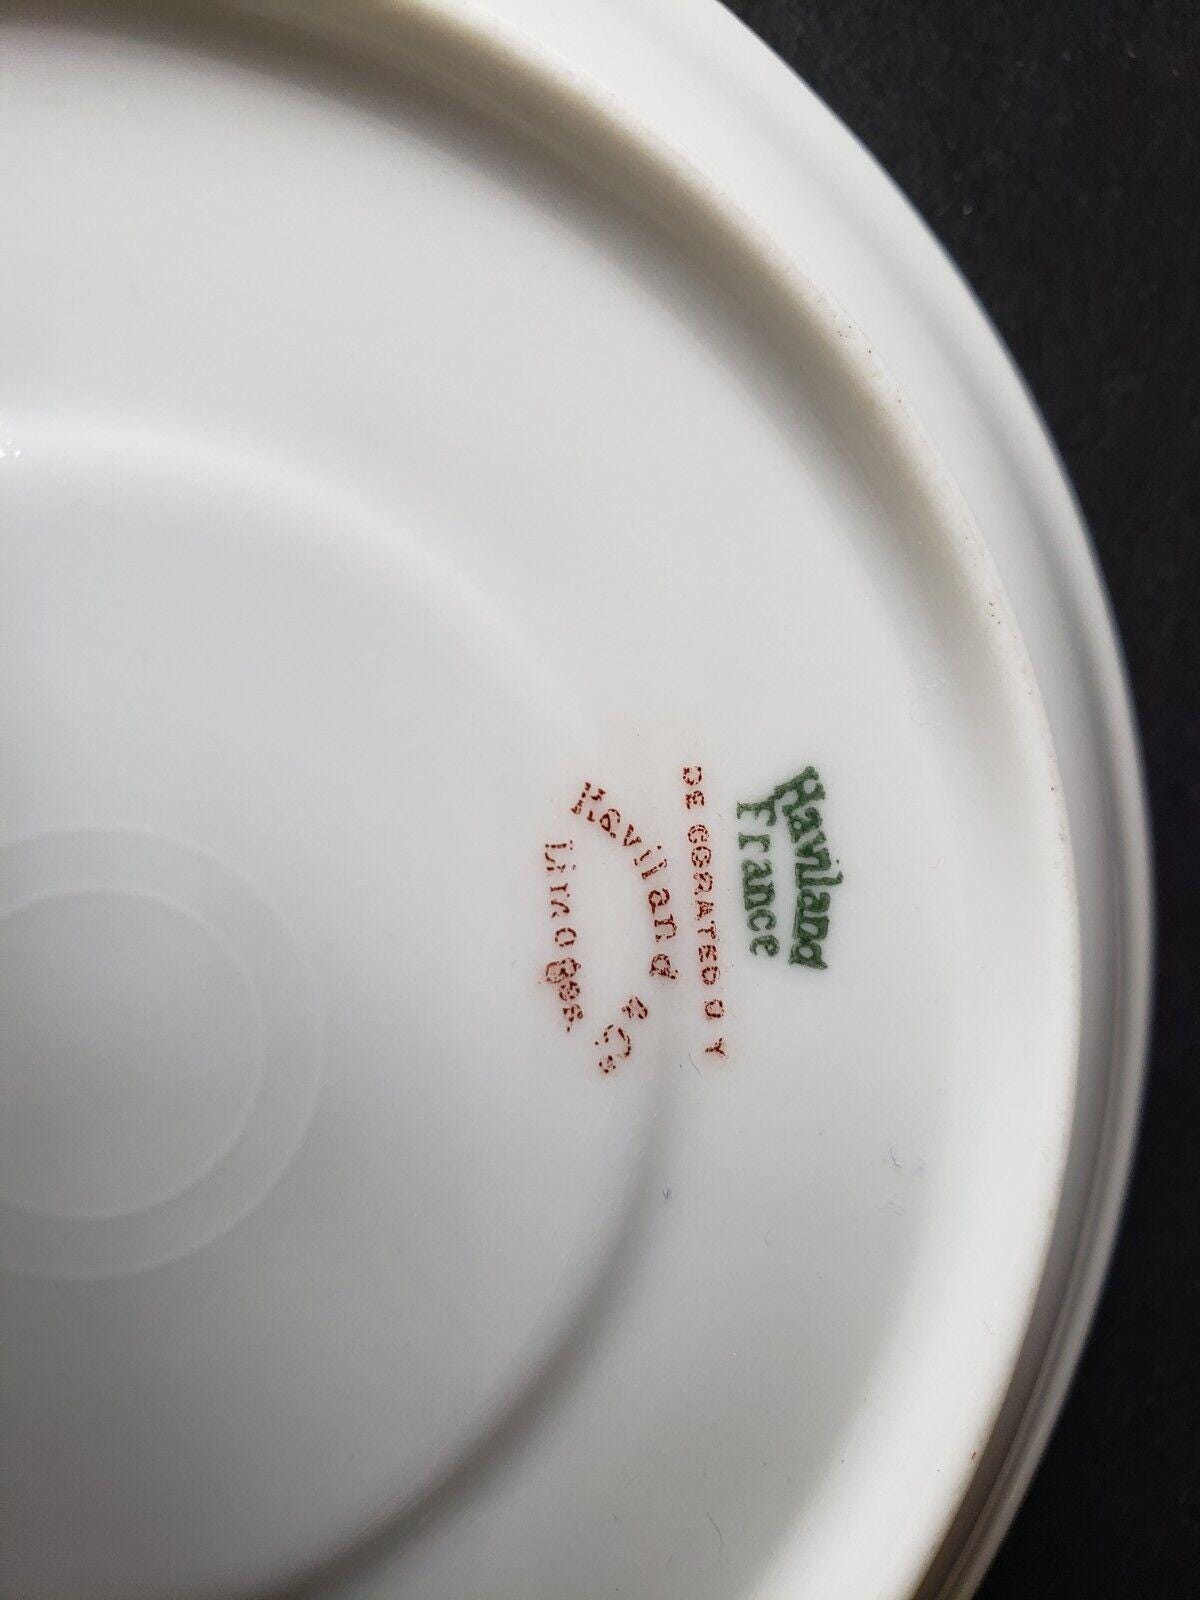 Haviland
France
DECORATED BY
Haviland & Co
Limoges.